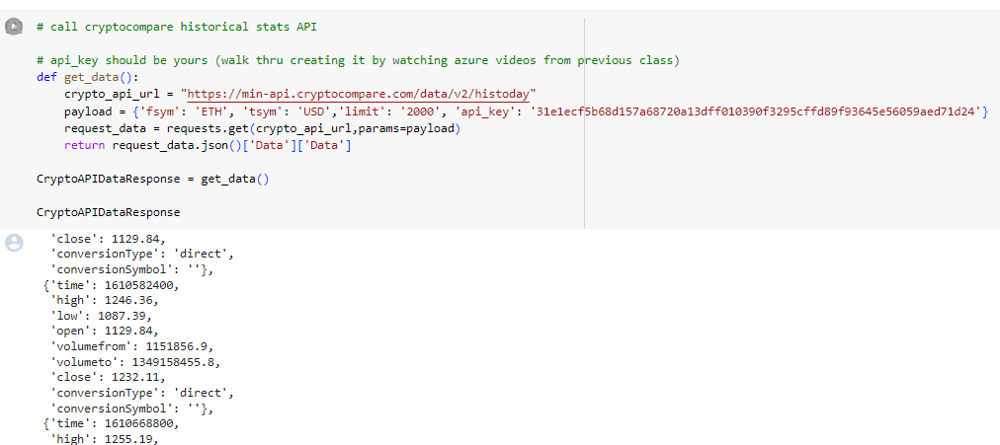 # call cryptocompare historical stats API
# api_key should be yours (walk thru creating it by watching azure videos from previous class)
def get_data():
crypto_api_url = "https://min-api.cryptocompare.com/data/v2/histoday"
payload = {'fsym': 'ETH', 'tsym': 'USD','limit': '2000', 'api_key': '31e1ecf5b68d157a68720a13dff010390f3295cffd89f93645e56059aed71d24'}
request_data = requests.get(crypto_api_url,params=payload)
return request_data.json()['Data']['Data']
CryptoAPIDataResponse = get_data()
CryptoAPIDataResponse
'close': 1129.84,
'conversionType': 'direct',
'conversionSymbol': ''},
{'time': 1610582400,
'high': 1246.36,
'low': 1087.39,
'open': 1129.84,
'volumefrom': 1151856.9,
'volumeto': 1349158455.8,
'close': 1232.11,
'conversionType': 'direct',
'conversionSymbol': ''},
{'time': 1610668800,
'high': 1255.19,